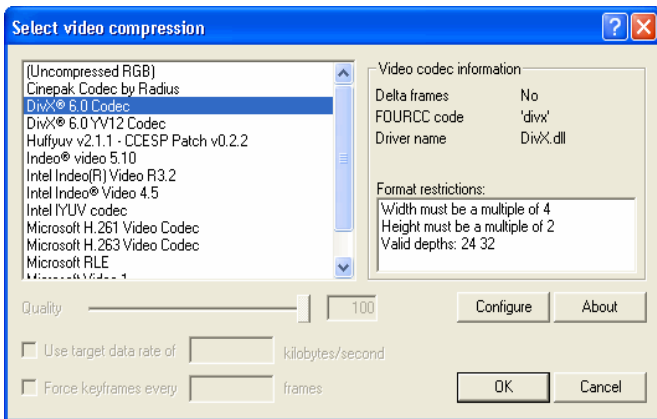 Select video compression
(Uncompressed RGB)
Cinepak Codec by Radius
DivX® 6.0 Codec
DivX® 6.0 YV12 Codec
Huffyuv v2.1.1 - CCESP Patch v0.2.2
Indeo® video 5.10
Intel Indeo(R) Video R3.2
Intel Indeo® Video 4.5
Intel IYUV codec
Microsoft H.261 Video Codec
Microsoft H.263 Video Codec
Microsoft RLE
Microsoft Video 1
Video codec information
Delta frames No
FOURCC code 'divx'
Driver name DivX.dll
Format restrictions:
Width must be a multiple of 4
Height must be a multiple of 2
Valid depths: 24 32
Quality 100
Configure About
Use target data rate of kilobytes/second
Force keyframes every frames
OK Cancel